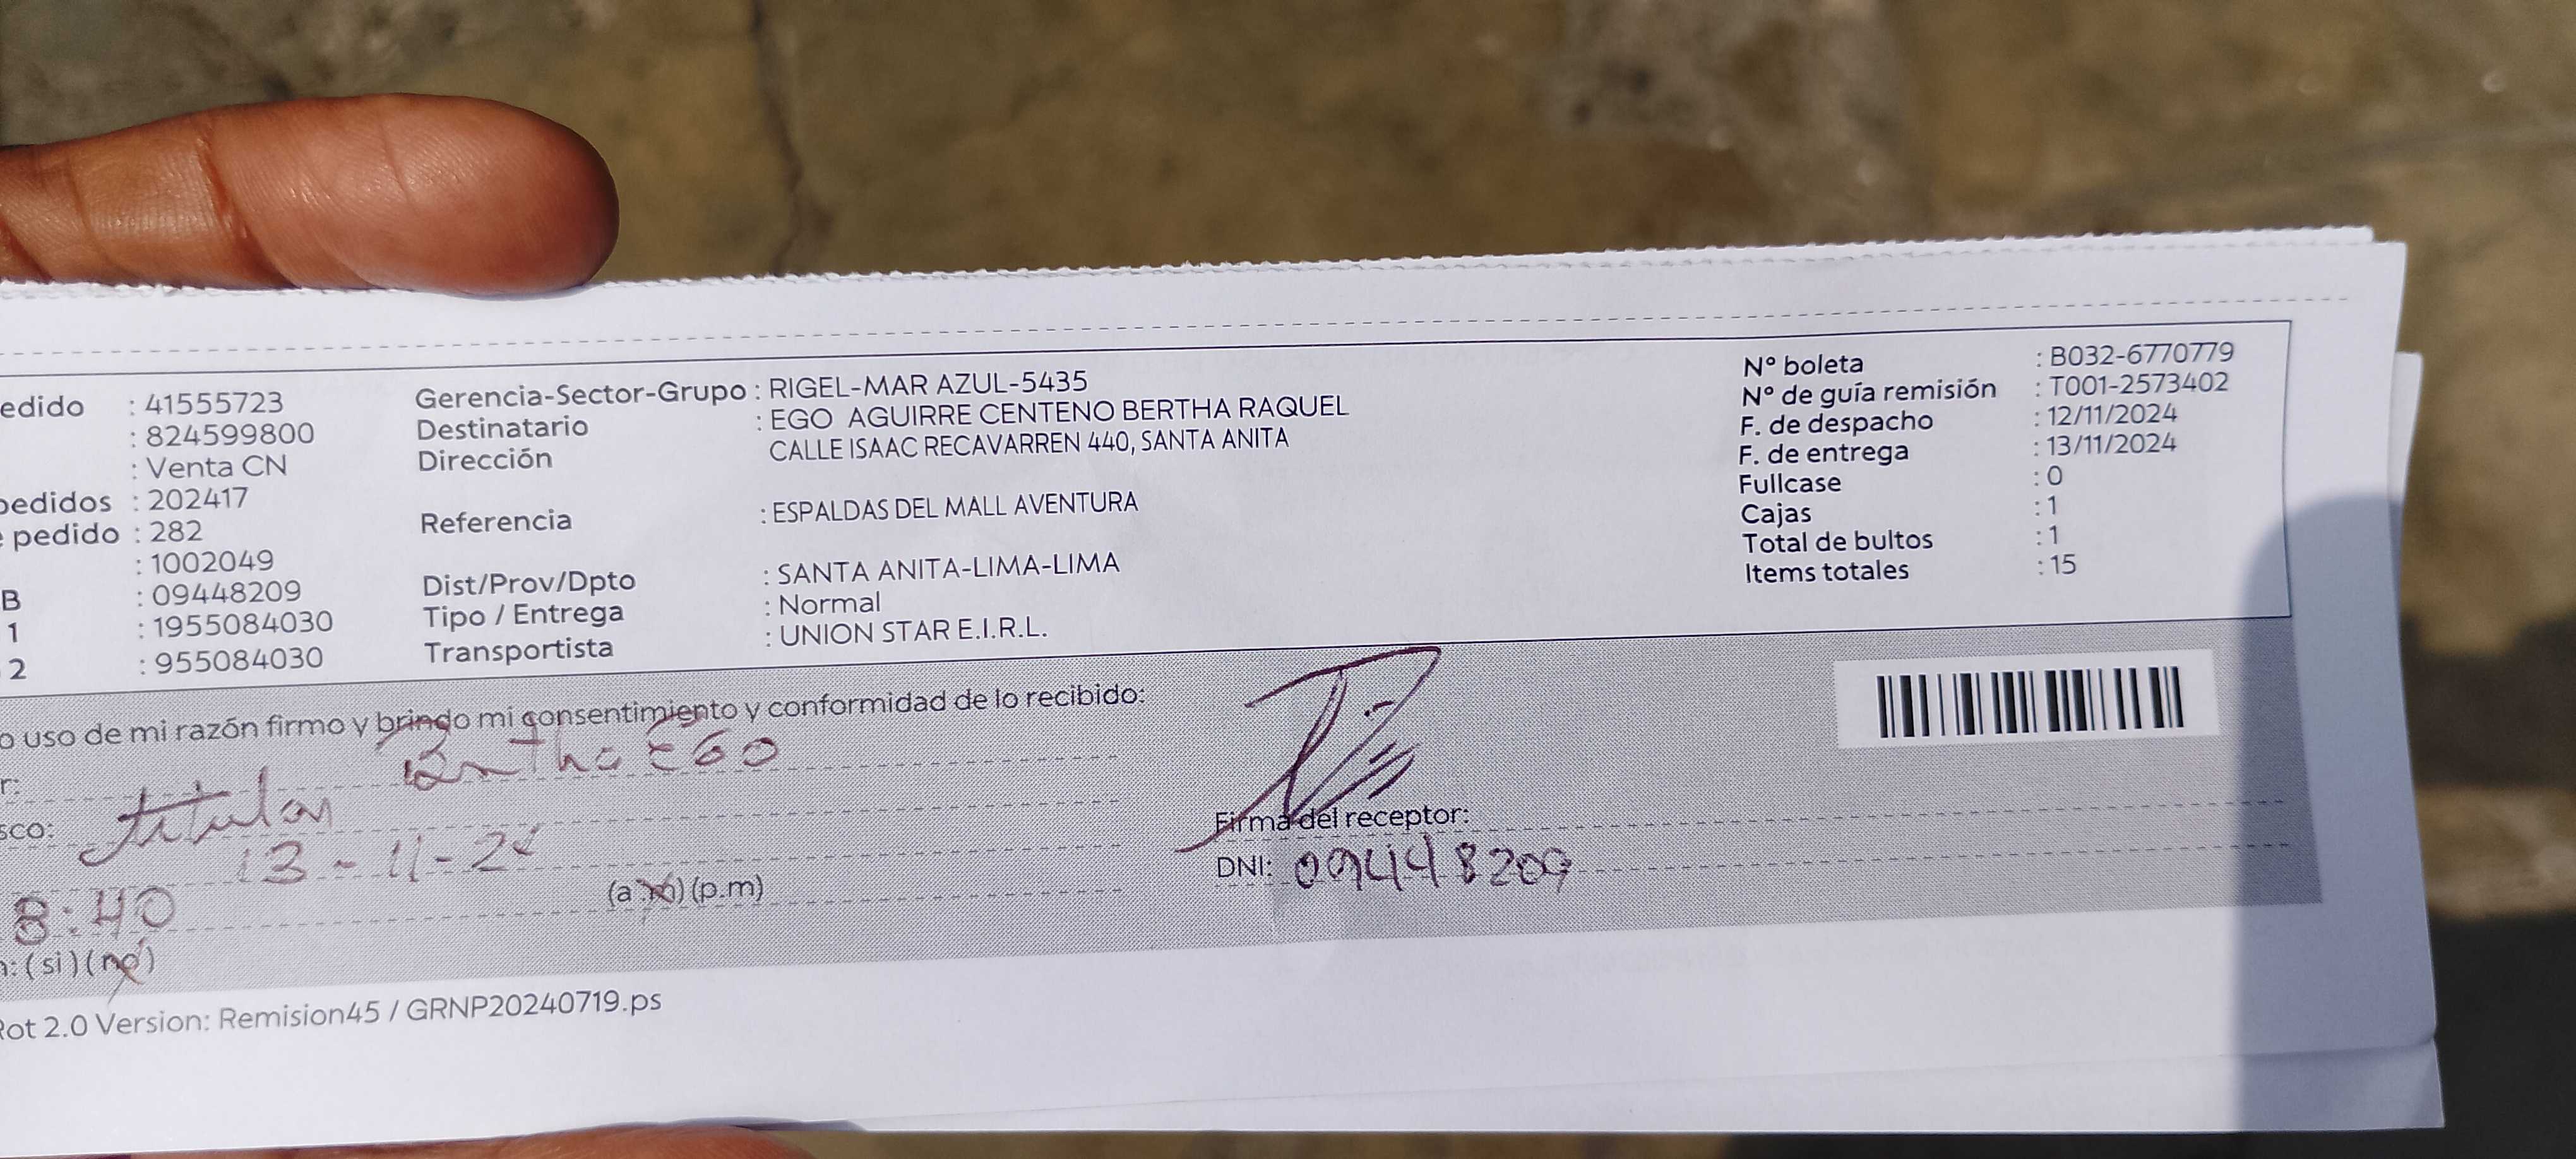 edido : 41555723
: 824599800
: Venta CN
pedidos : 202417
e pedido : 282
: 1002049
B : 09448209
1 : 1955084030
2 : 955084030
Gerencia-Sector-Grupo : RIGEL-MAR AZUL-5435
Destinatario : EGO AGUIRRE CENTENO BERTHA RAQUEL
Dirección CALLE ISAAC RECAVARREN 440, SANTA ANITA
Referencia : ESPALDAS DEL MALL AVENTURA
Dist/Prov/Dpto : SANTA ANITA-LIMA-LIMA
Tipo / Entrega : Normal
Transportista : UNION STAR E.I.R.L.
Nº boleta : B032-6770779
Nº de guía remisión : T001-2573402
F. de despacho : 12/11/2024
F. de entrega : 13/11/2024
Fullcase : 0
Cajas : 1
Total de bultos : 1
Items totales : 15
o uso de mi razón firmo y brindo mi consentimiento y conformidad de lo recibido:
r: Bertha EGO
sco: titular
13-11-24
8:40 (a.m) (p.m)
n: (si) (no)
Firma del receptor:
DNI: 09448209
Rot 2.0 Version: Remision45 / GRNP20240719.ps